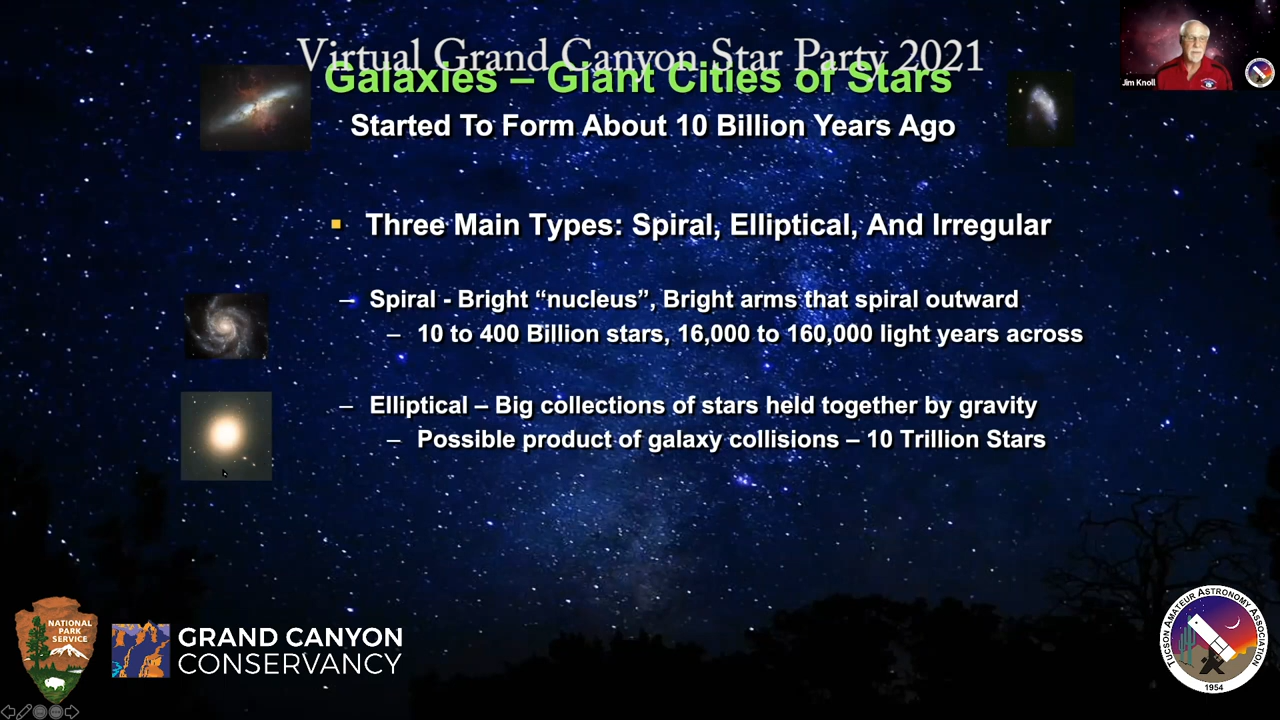 Virtual Grand Canyon Star Party 2021
Galaxies – Giant Cities of Stars
Started To Form About 10 Billion Years Ago
Jim Knoll
Three Main Types: Spiral, Elliptical, And Irregular
– Spiral - Bright “nucleus”, Bright arms that spiral outward
– 10 to 400 Billion stars, 16,000 to 160,000 light years across
– Elliptical – Big collections of stars held together by gravity
– Possible product of galaxy collisions – 10 Trillion Stars
NATIONAL
PARK
SERVICE
GRAND CANYON
CONSERVANCY
TUCSON AMATEUR ASTRONOMY ASSOCIATION
1954